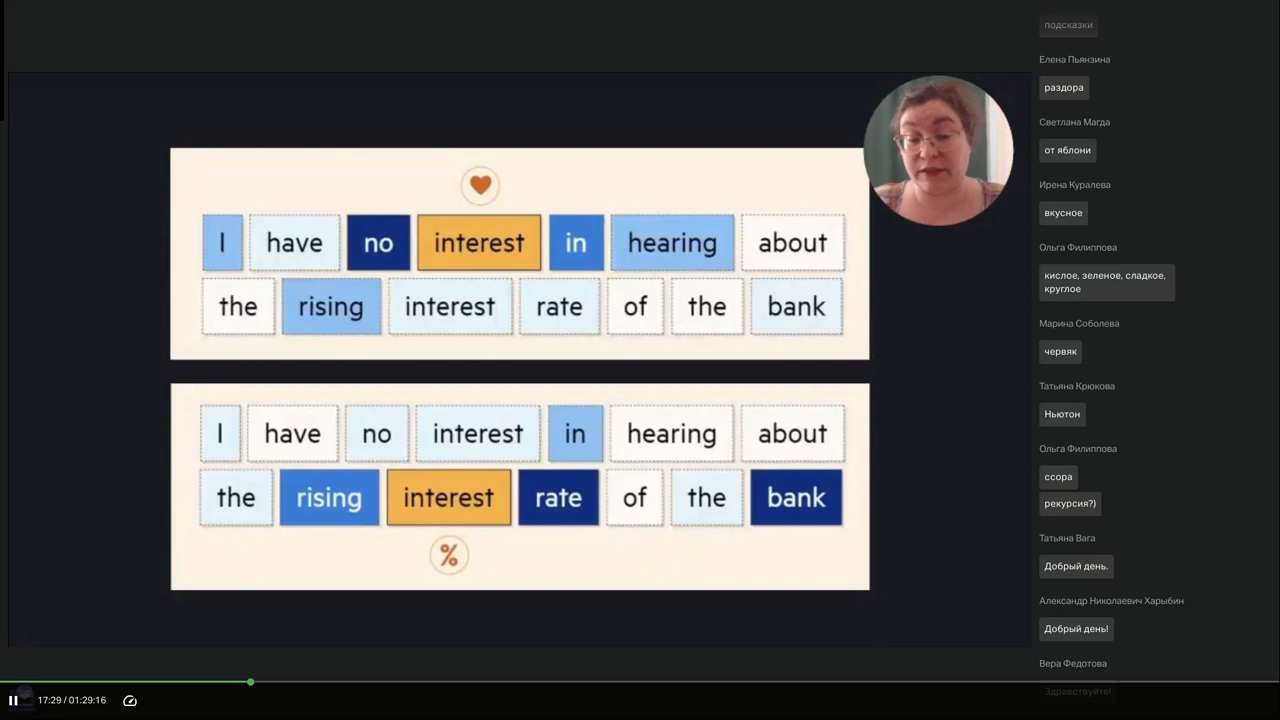 I have no interest in hearing about
the rising interest rate of the bank
I have no interest in hearing about
the rising interest rate of the bank
%
17:29 / 01:29:16
подсказки
Елена Пьянзина
раздора
Светлана Магда
от яблони
Ирена Куралева
вкусное
Ольга Филиппова
кислое, зеленое, сладкое,
круглое
Марина Соболева
червяк
Татьяна Крюкова
Ньютон
Ольга Филиппова
ссора
рекурсия?)
Татьяна Вага
Добрый день.
Александр Николаевич Харыбин
Добрый день!
Вера Федотова
Здравствуйте!